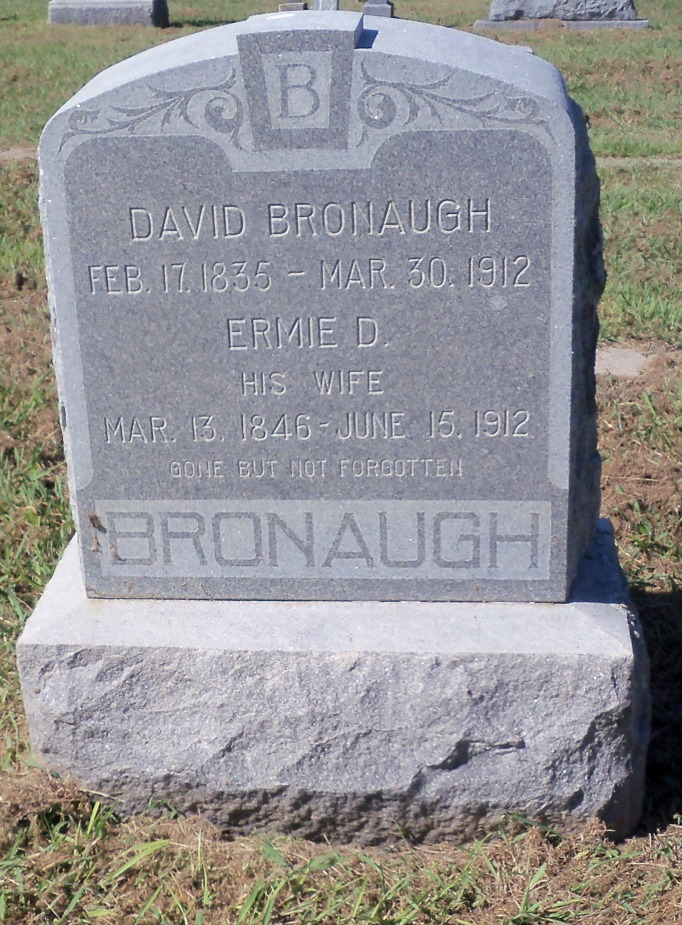 B
DAVID BRONAUGH
FEB. 17. 1835 - MAR. 30. 1912
ERMIE D.
HIS WIFE
MAR. 13. 1846 - JUNE 15. 1912
GONE BUT NOT FORGOTTEN
BRONAUGH